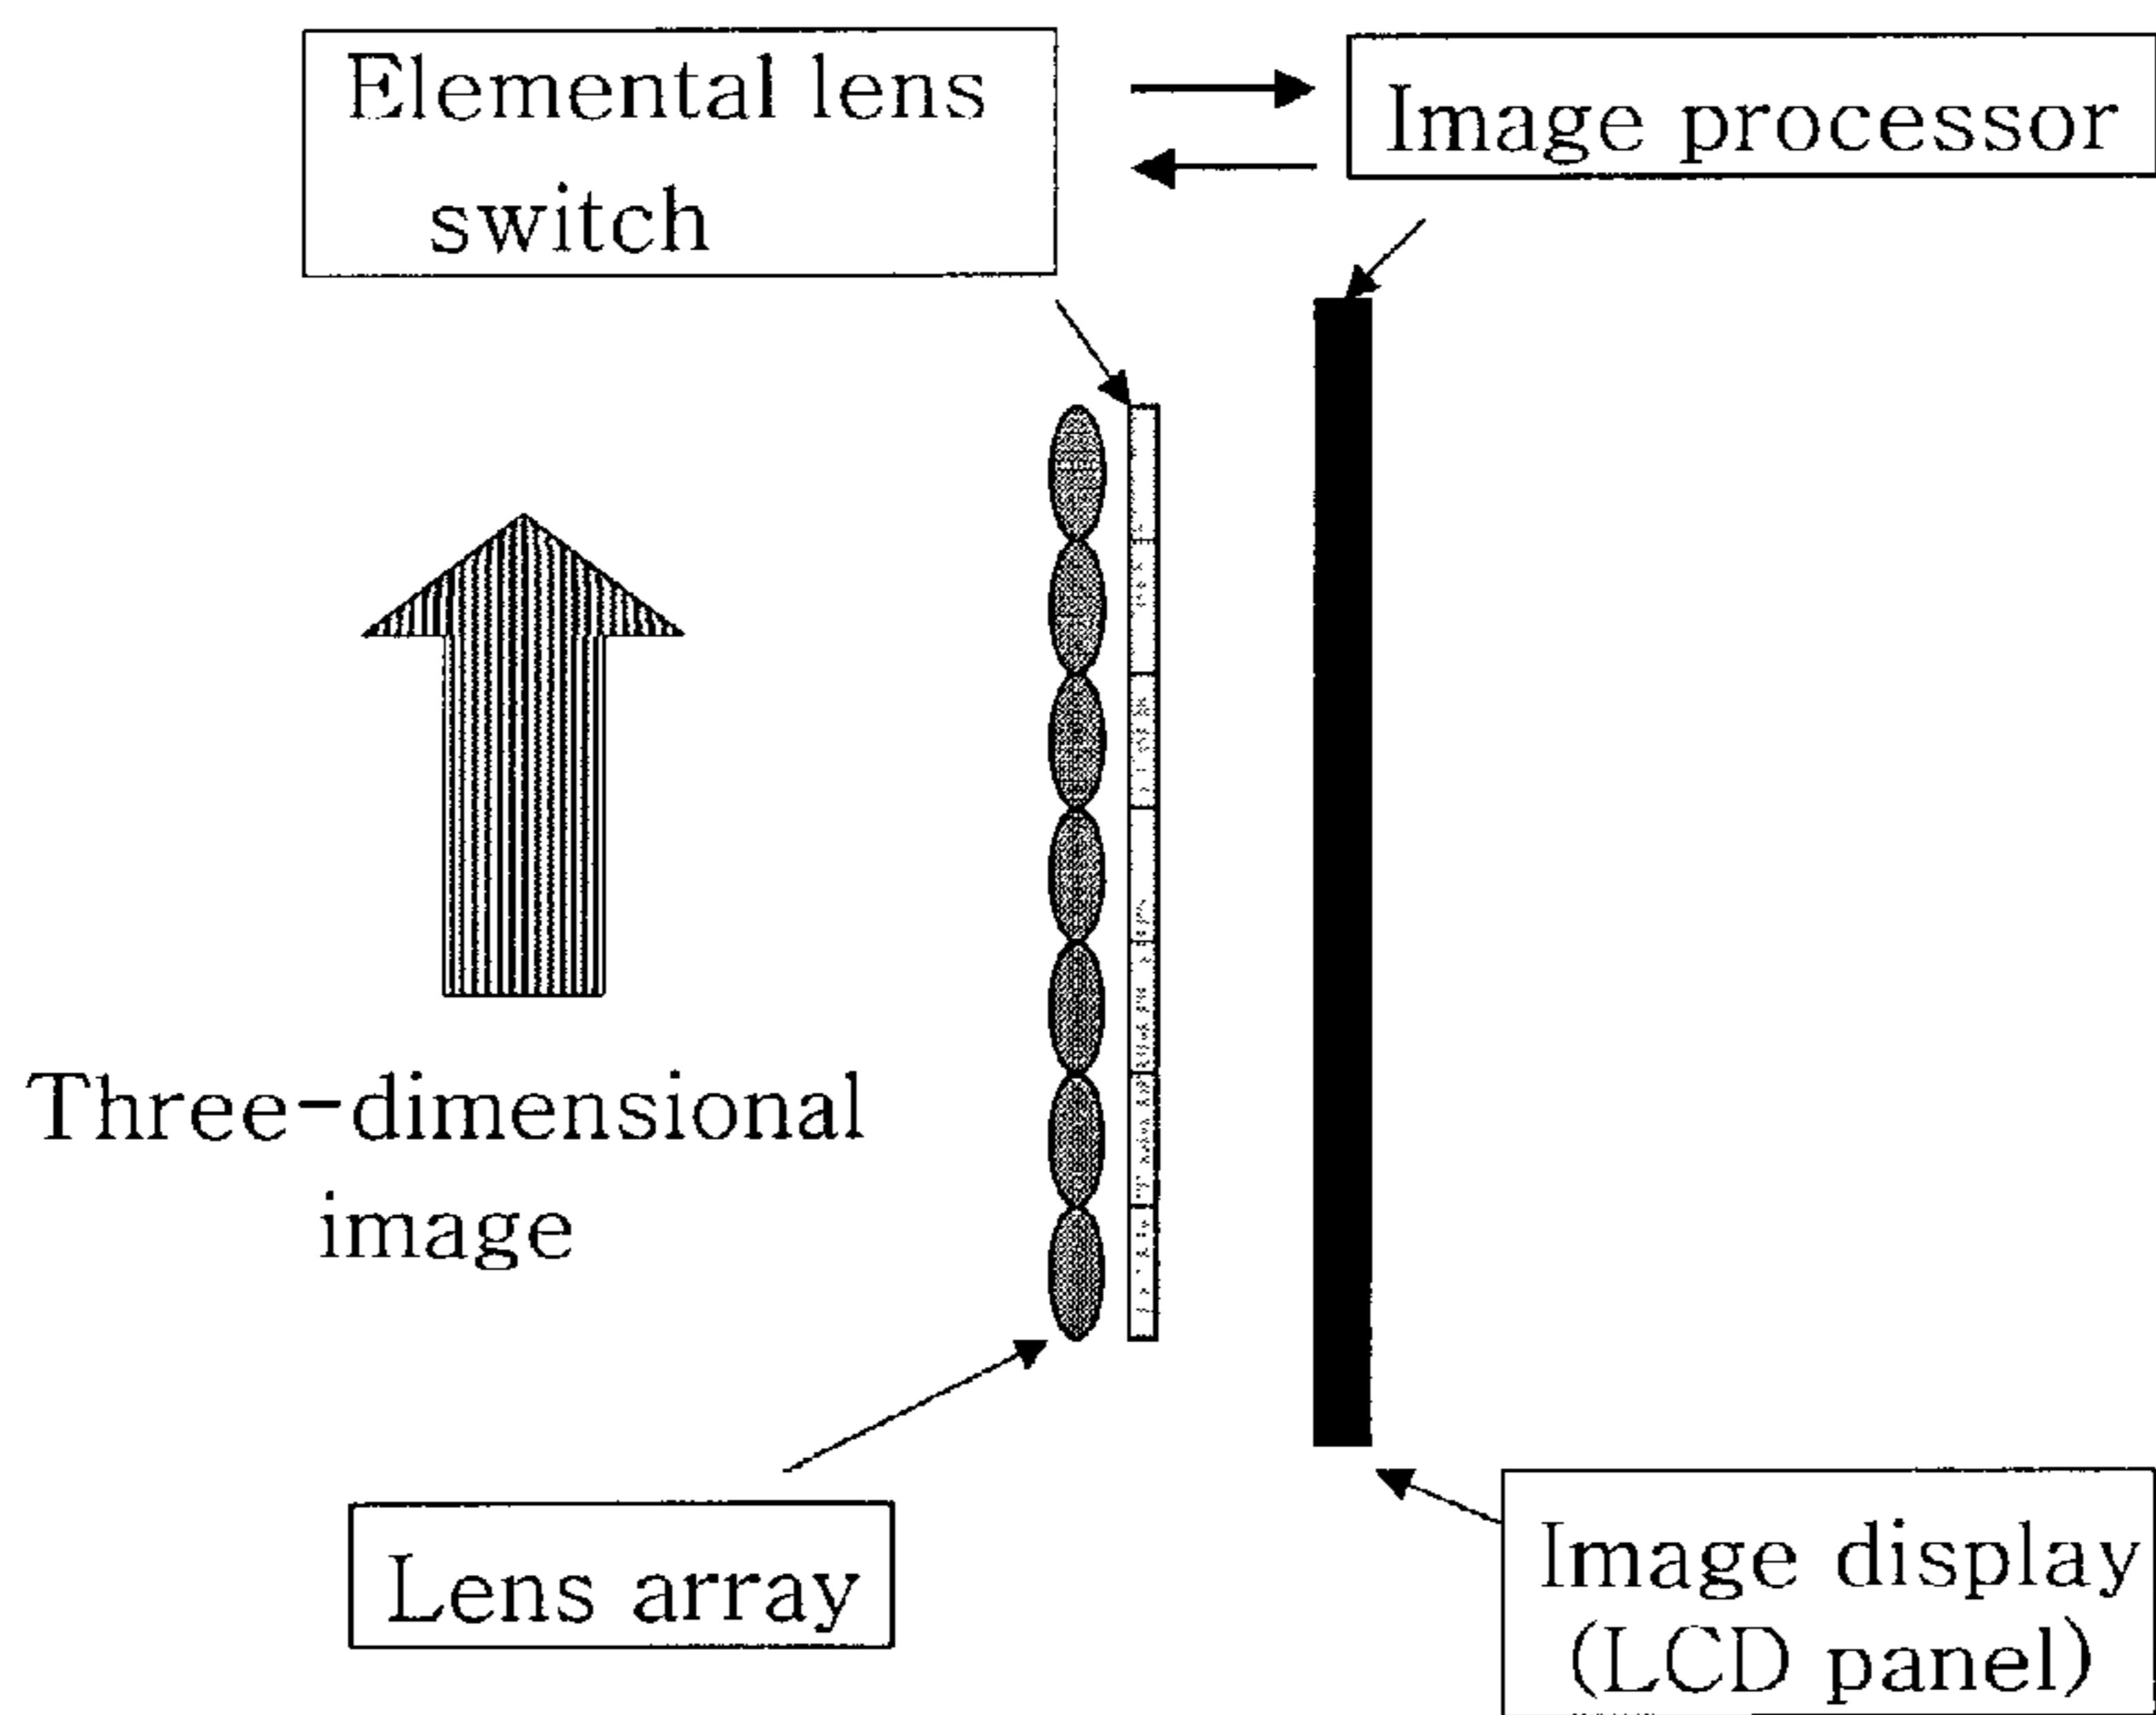 Elemental lens
switch
Image processor
Three-dimensional
image
Lens array
Image display
(LCD panel)